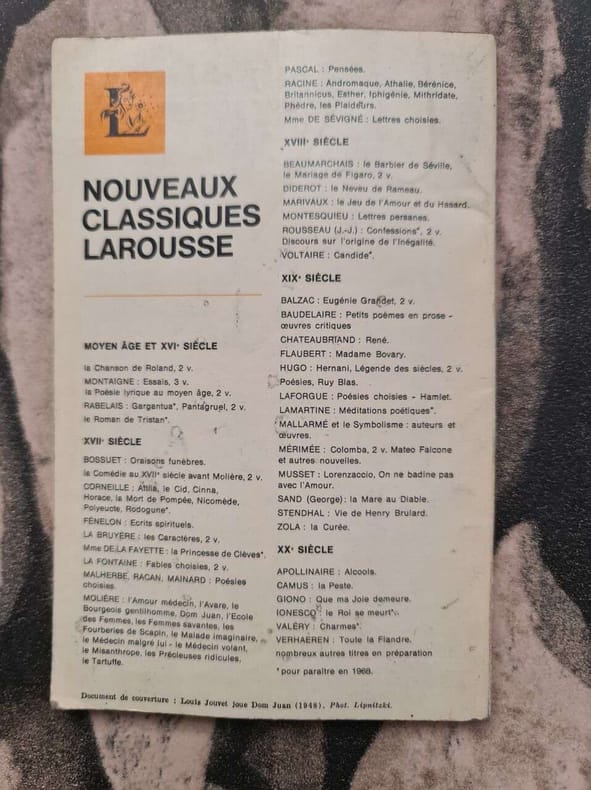 L
NOUVEAUX
CLASSIQUES
LAROUSSE
MOYEN ÂGE ET XVIe SIÈCLE
la Chanson de Roland, 2 v.
MONTAIGNE : Essais, 3 v.
la Poésie lyrique au moyen âge, 2 v.
RABELAIS : Gargantua*, Pantagruel, 2 v.
le Roman de Tristan*.
XVIIe SIÈCLE
BOSSUET : Oraisons funèbres.
la Comédie au XVIIe siècle avant Molière, 2 v.
CORNEILLE : Attila, le Cid, Cinna,
Horace, la Mort de Pompée, Nicomède,
Polyeucte, Rodogune*.
FÉNELON : Ecrits spirituels.
LA BRUYÈRE : les Caractères, 2 v.
Mme DE LA FAYETTE : la Princesse de Clèves*.
LA FONTAINE : Fables choisies, 2 v.
MALHERBE, RACAN, MAINARD : Poésies
choisies.
MOLIÈRE : l'Amour médecin, l'Avare, le
Bourgeois gentilhomme, Dom Juan, l'École
des Femmes, les Femmes savantes, les
Fourberies de Scapin, le Malade imaginaire,
le Médecin malgré lui - le Médecin volant,
le Misanthrope, les Précieuses ridicules,
le Tartuffe.
PASCAL : Pensées.
RACINE : Andromaque, Athalie, Bérénice,
Britannicus, Esther, Iphigénie, Mithridate,
Phèdre, les Plaideurs.
Mme DE SÉVIGNÉ : Lettres choisies.
XVIIIe SIÈCLE
BEAUMARCHAIS : le Barbier de Séville,
le Mariage de Figaro, 2 v.
DIDEROT : le Neveu de Rameau.
MARIVAUX : le Jeu de l'Amour et du Hasard.
MONTESQUIEU : Lettres persanes.
ROUSSEAU (J.-J.) : Confessions*, 2 v.
Discours sur l'origine de l'Inégalité.
VOLTAIRE : Candide*.
XIXe SIÈCLE
BALZAC : Eugénie Grandet, 2 v.
BAUDELAIRE : Petits poèmes en prose -
œuvres critiques
CHATEAUBRIAND : René.
FLAUBERT : Madame Bovary.
HUGO : Hernani, Légende des siècles, 2 v.
Poésies, Ruy Blas.
LAFORGUE : Poésies choisies - Hamlet.
LAMARTINE : Méditations poétiques*.
MALLARMÉ et le Symbolisme : auteurs et
œuvres.
MÉRIMÉE : Colomba, 2 v. Mateo Falcone
et autres nouvelles.
MUSSET : Lorenzaccio, On ne badine pas
avec l'Amour.
SAND (George) : la Mare au Diable.
STENDHAL : Vie de Henry Brulard.
ZOLA : la Curée.
XXe SIÈCLE
APOLLINAIRE : Alcools.
CAMUS : la Peste.
GIONO : Que ma Joie demeure.
IONESCO : le Roi se meurt*.
VALÉRY : Charmes*.
VERHAEREN : Toute la Flandre.
nombreux autres titres en préparation
*pour paraître en 1968.
Document de couverture : Louis Jouvet joue Dom Juan (1948). Phot. Lipnitzki.